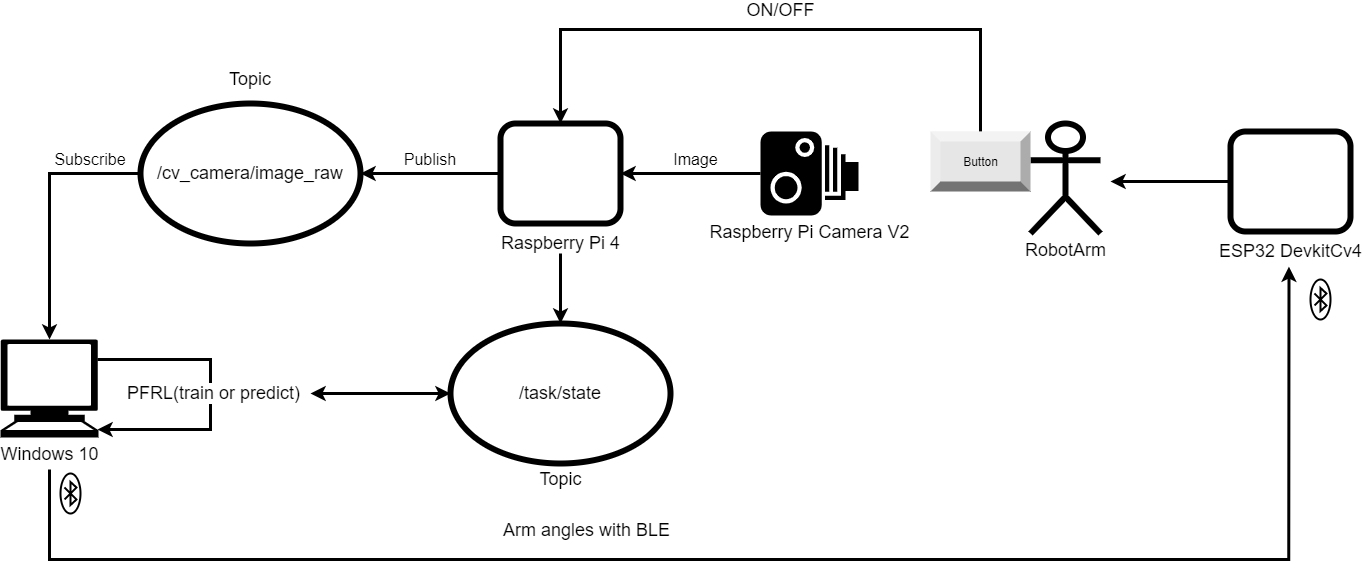 ON/OFF
Topic
Subscribe
/cv_camera/image_raw
Publish
Image
Button
Raspberry Pi 4
Raspberry Pi Camera V2
RobotArm
ESP32 DevkitCv4
PFRL(train or predict)
/task/state
Windows 10
Topic
Arm angles with BLE